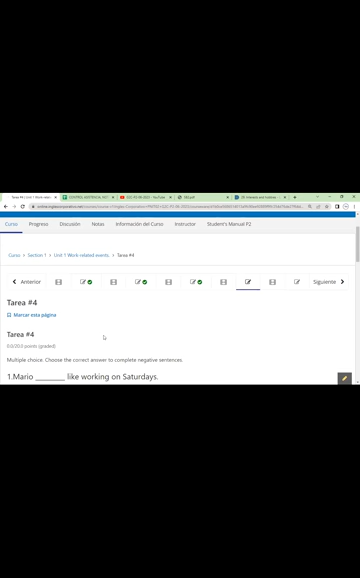 Curso Progreso Discusión Notas Información del Curso Instructor Student's Manual P2
Curso > Section 1 > Unit 1 Work-related events. > Tarea #4
Anterior Siguiente
Tarea #4
Marcar esta página
Tarea #4
0.0/20.0 points (graded)
Multiple choice: Choose the correct answer to complete negative sentences.
1.Mario ________ like working on Saturdays.